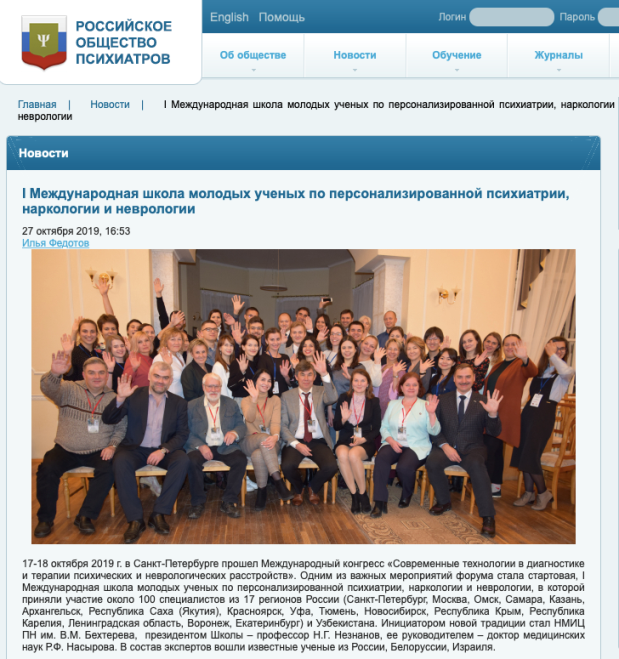 РОССИЙСКОЕ
ОБЩЕСТВО
ПСИХИАТРОВ
English Помощь
Логин Пароль
Об обществе Новости Обучение Журналы
Главная | Новости | I Международная школа молодых ученых по персонализированной психиатрии, наркологии
неврологии
Новости
I Международная школа молодых ученых по персонализированной психиатрии,
наркологии и неврологии
27 октября 2019, 16:53
Илья Федотов
17-18 октября 2019 г. в Санкт-Петербурге прошел Международный конгресс «Современные технологии в диагностике
и терапии психических и неврологических расстройств». Одним из важных мероприятий форума стала стартовая, I
Международная школа молодых ученых по персонализированной психиатрии, наркологии и неврологии, в которой
приняли участие около 100 специалистов из 17 регионов России (Санкт-Петербург, Москва, Омск, Самара, Казань,
Архангельск, Республика Саха (Якутия), Красноярск, Уфа, Тюмень, Новосибирск, Республика Крым, Республика
Карелия, Ленинградская область, Воронеж, Екатеринбург) и Узбекистана. Инициатором новой традиции стал НМИЦ
ПН им. В.М. Бехтерева, президентом Школы – профессор Н.Г. Незнанов, ее руководителем – доктор медицинских
наук Р.Ф. Насырова. В состав экспертов вошли известные ученые из России, Белоруссии, Израиля.